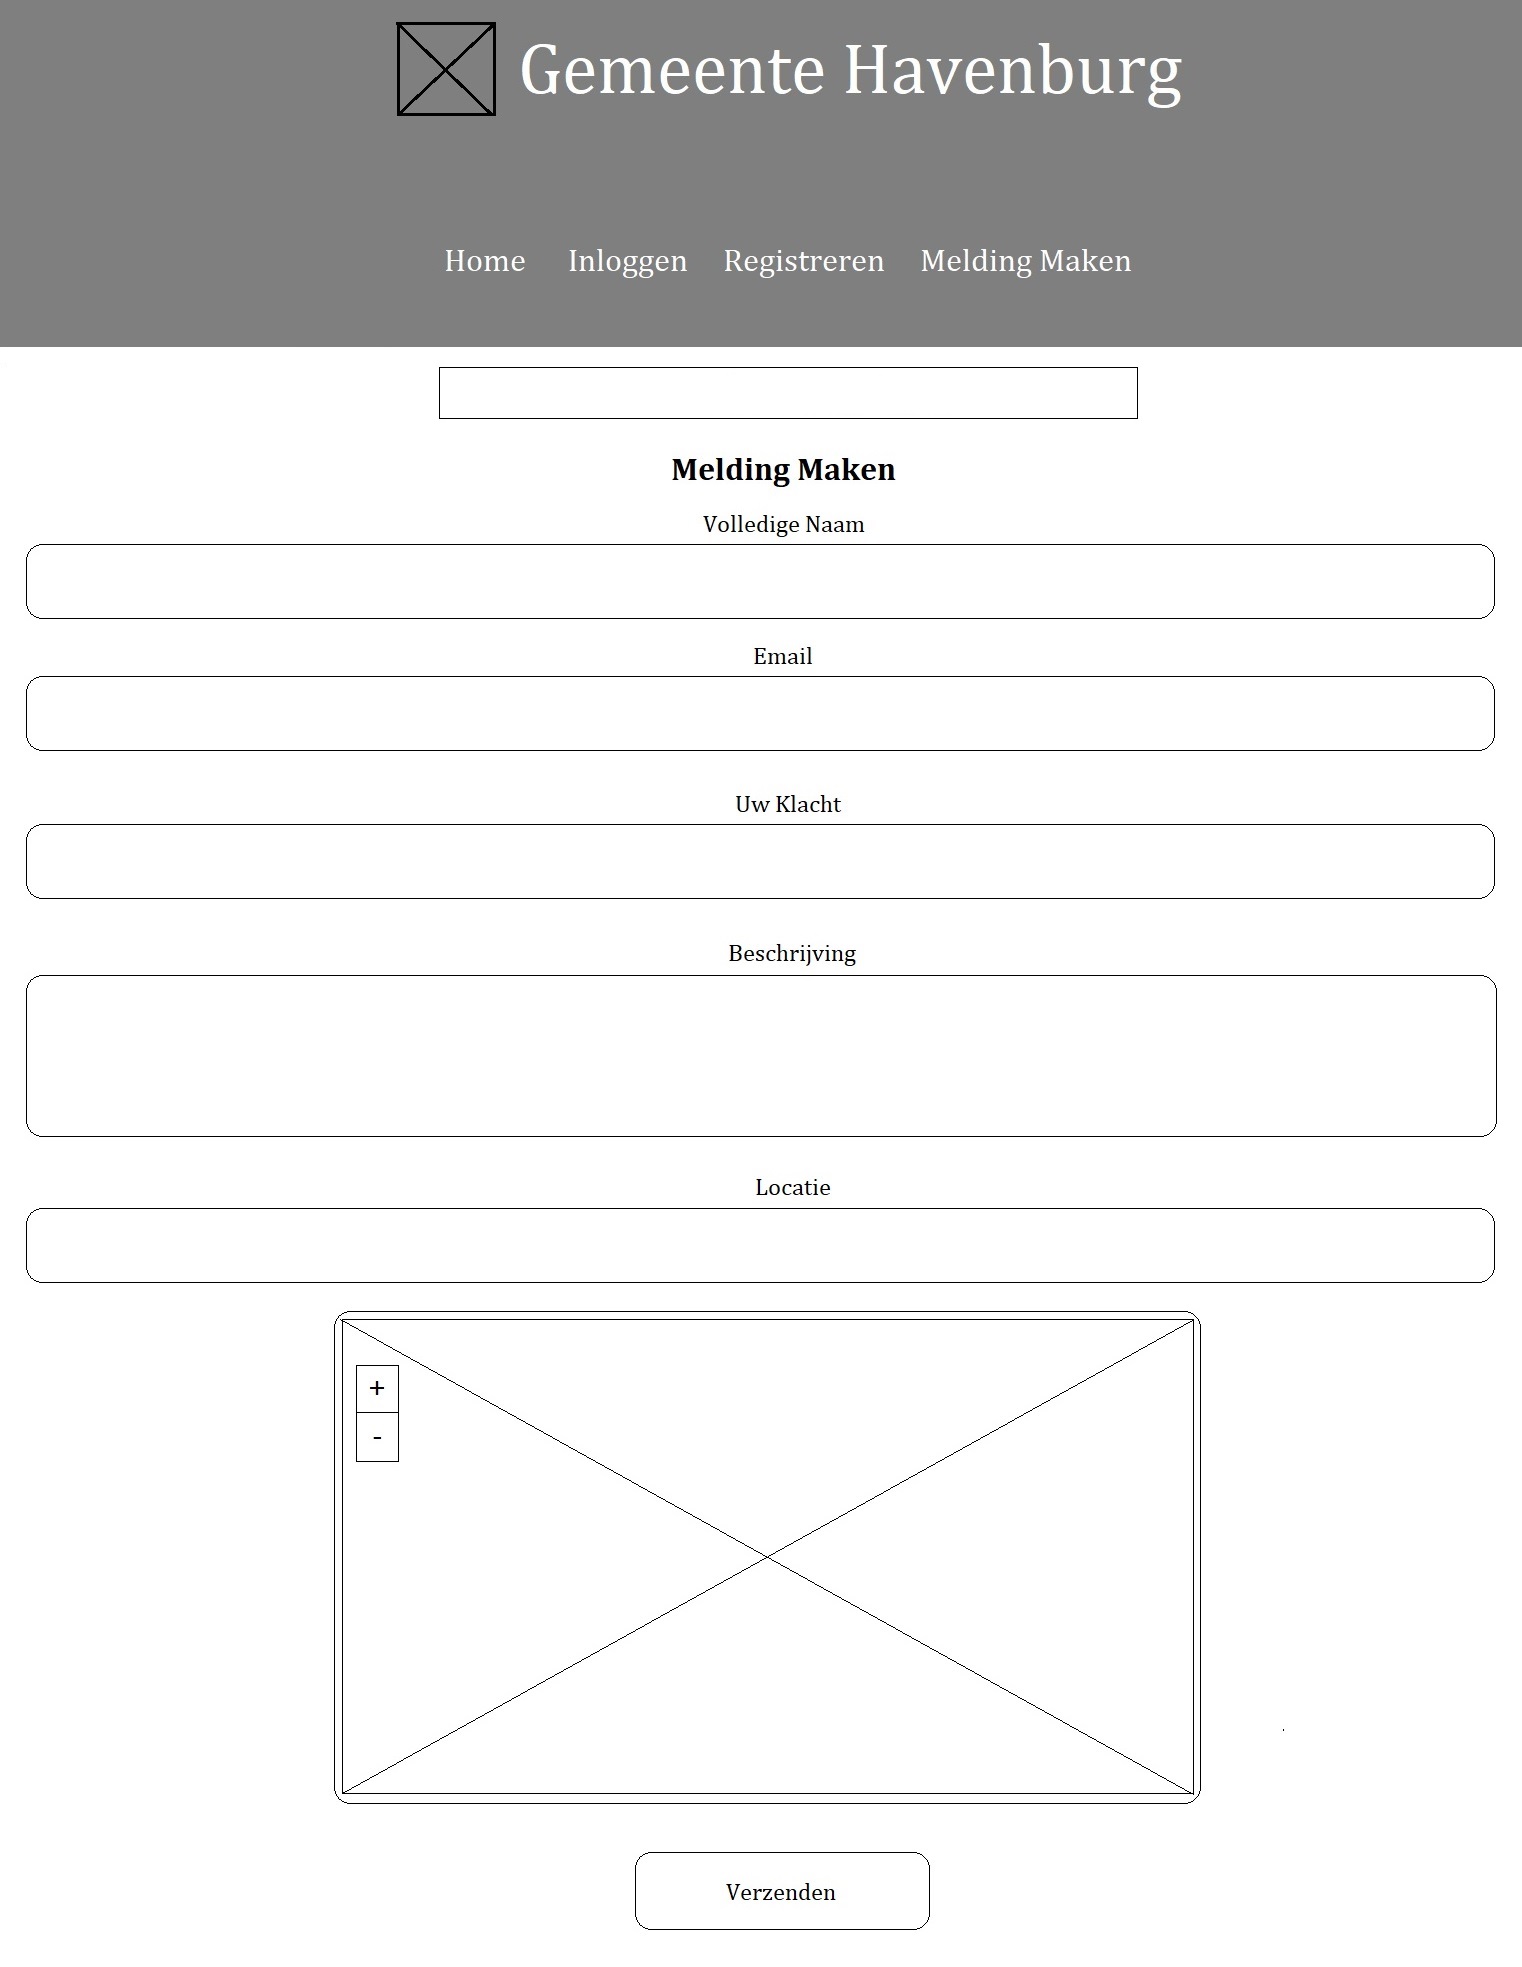 Gemeente Havenburg
Home Inloggen Registreren Melding Maken
Melding Maken
Volledige Naam
Email
Uw Klacht
Beschrijving
Locatie
+
-
Verzenden